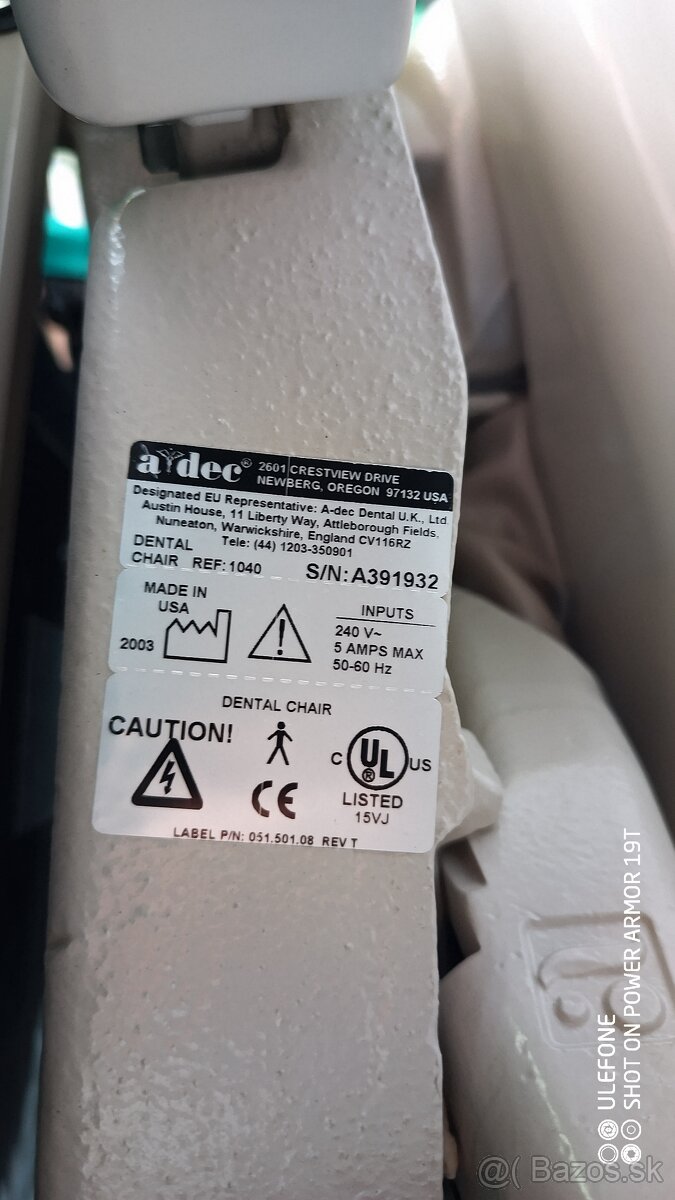 a dec® 2601 CRESTVIEW DRIVE
NEWBERG, OREGON 97132 USA
Designated EU Representative: A-dec Dental U.K., Ltd.
Austin House, 11 Liberty Way, Attleborough Fields,
Nuneaton, Warwickshire, England CV116RZ
Tele: (44) 1203-350901
DENTAL
CHAIR REF: 1040 S/N: A391932
MADE IN
USA
2003
INPUTS
240 V~
5 AMPS MAX
50-60 Hz
DENTAL CHAIR
CAUTION!
CE
C UL® US
LISTED
15VJ
LABEL P/N: 051.501.08 REV T
ULEFONE
SHOT ON POWER ARMOR 19T
@( Bazos.sk